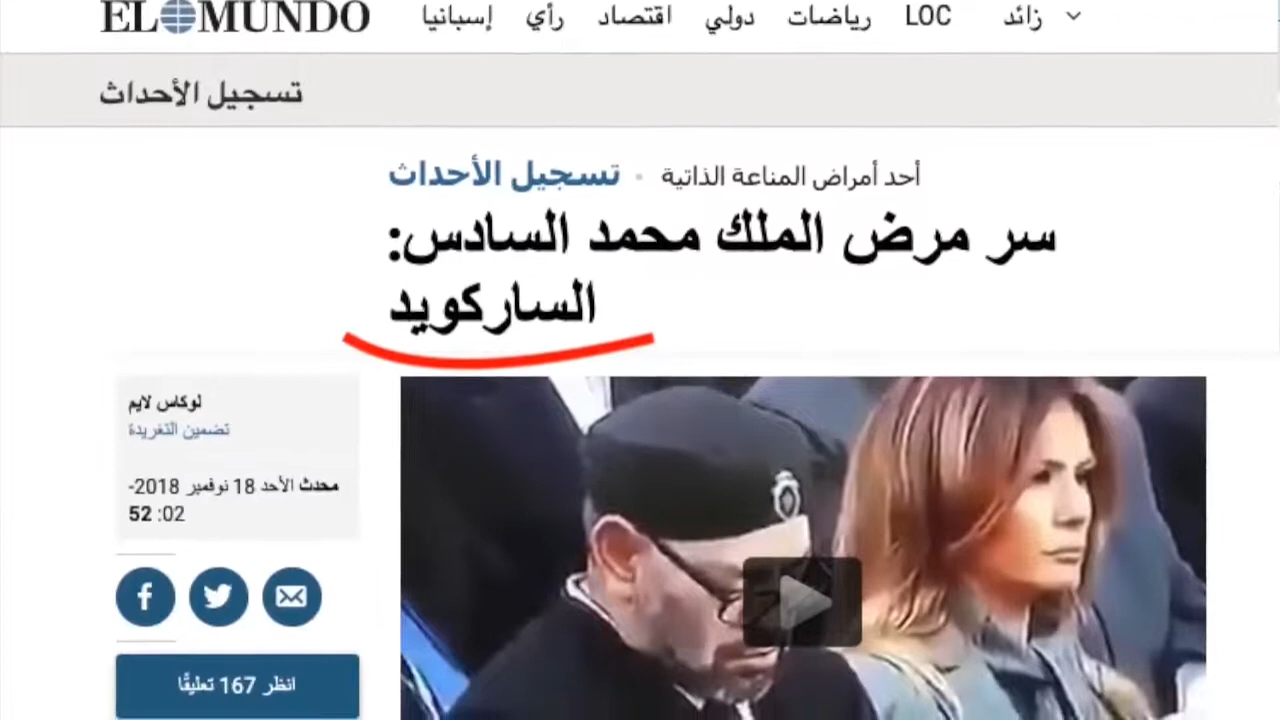 EL MUNDO
إسبانيا رأي اقتصاد دولي رياضات LOC زائد
تسجيل الأحداث
تسجيل الأحداث • أحد أمراض المناعة الذاتية
سر مرض الملك محمد السادس:
الساركويد
لوكاس لايم
تضمين التغريدة
محدث الأحد 18 نوفمبر 2018-
02: 52
انظر 167 تعليقًا